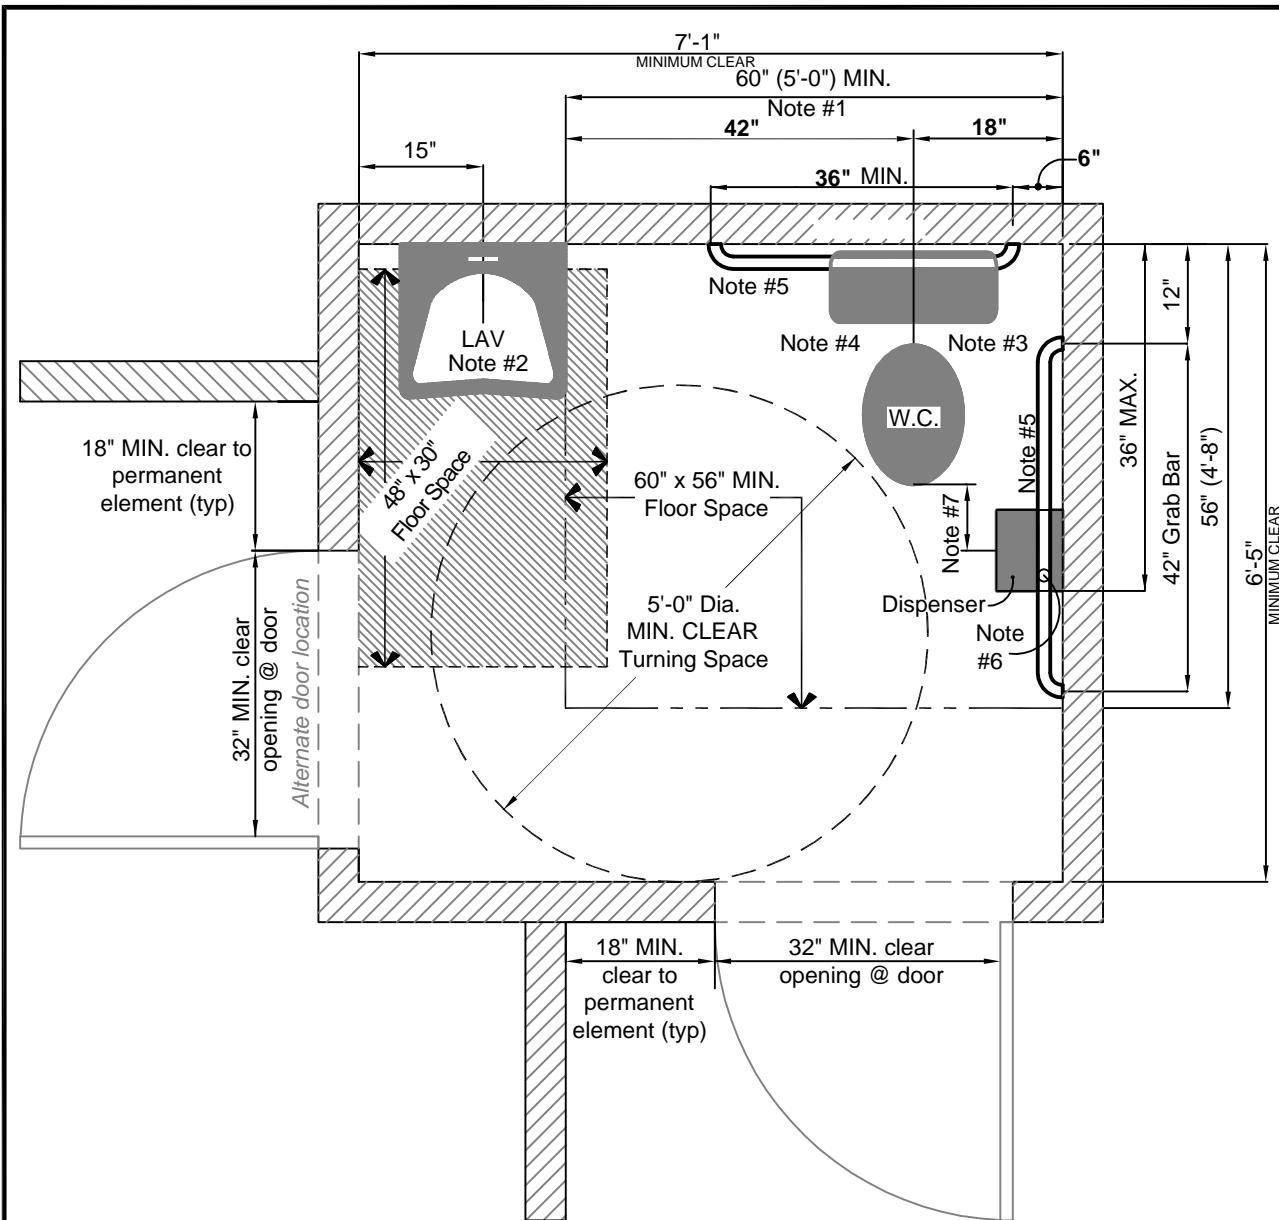 7'-1"
MINIMUM CLEAR
60" (5'-0") MIN.
Note #1
42"
18"
15"
6"
36" MIN.
Note #5
LAV
Note #2
Note #4
Note #3
W.C.
12"
36" MAX.
Note #5
42" Grab Bar
56" (4'-8")
6'-5"
MINIMUM CLEAR
18" MIN. clear to
permanent
element (typ)
48" x 30"
Floor Space
60" x 56" MIN.
Floor Space
Note #7
5'-0" Dia.
MIN. CLEAR
Turning Space
Dispenser
Note
#6
32" MIN. clear
opening @ door
Alternate door location
18" MIN.
clear to
permanent
element (typ)
32" MIN. clear
opening @ door